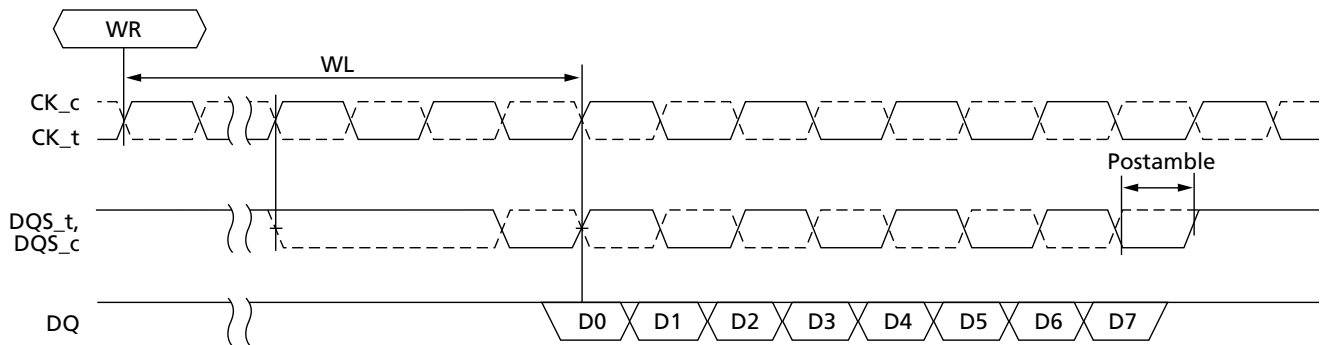 WR
WL
CK_c
CK_t
Postamble
DQS_t,
DQS_c
DQ
D0 D1 D2 D3 D4 D5 D6 D7